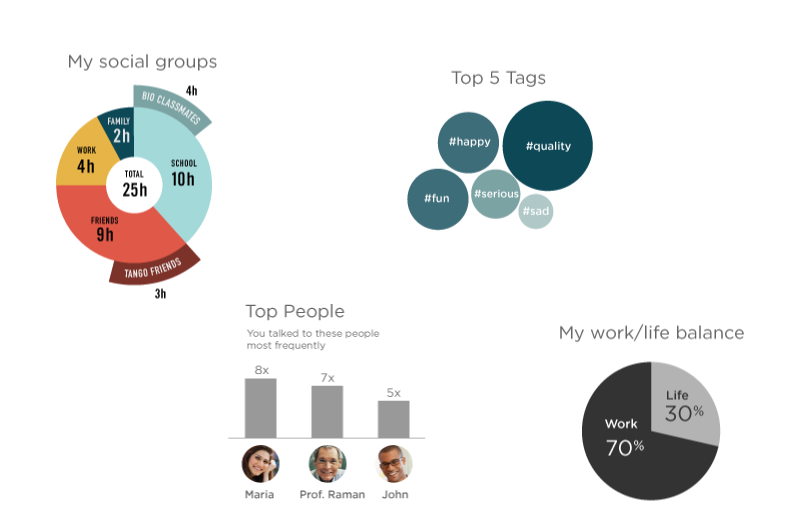 My social groups
4h
BIO CLASSMATES
FAMILY
2h
WORK
4h
SCHOOL
10h
TOTAL
25h
FRIENDS
9h
TANGO FRIENDS
3h
Top 5 Tags
#happy
#quality
#fun
#serious
#sad
Top People
You talked to these people
most frequently
8x
7x
5x
Maria
Prof. Raman
John
My work/life balance
Life
30%
Work
70%